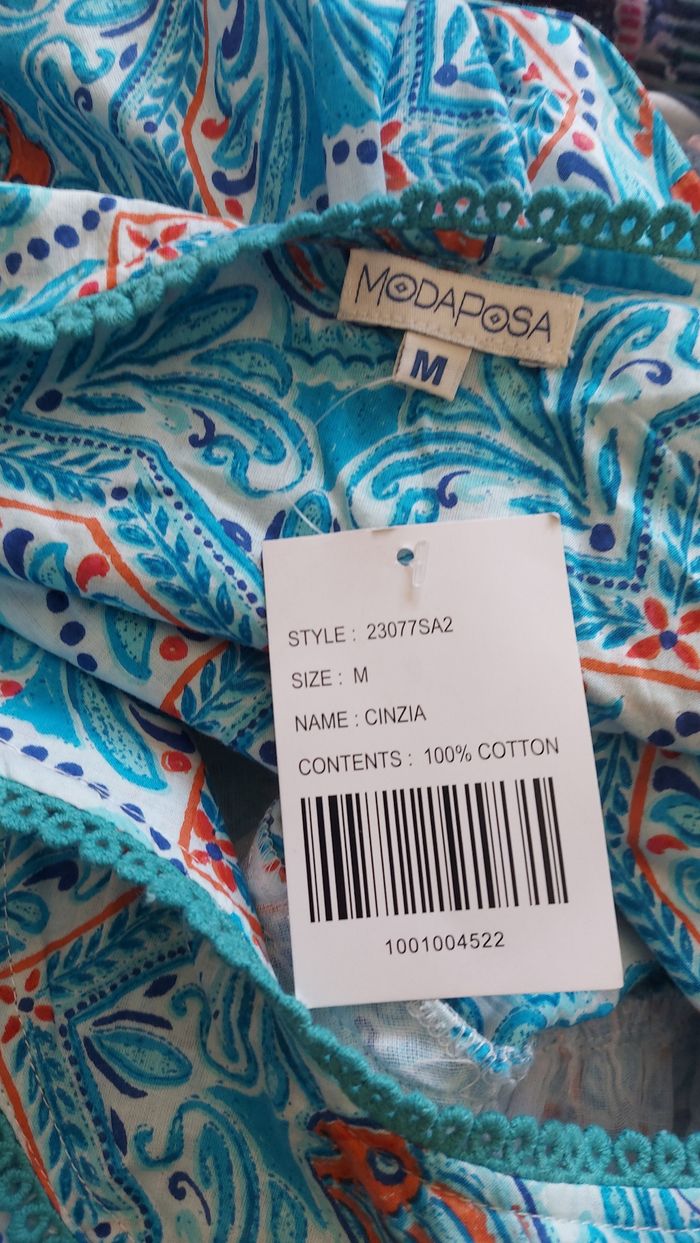 MODAPOSA
M
STYLE : 23077SA2
SIZE : M
NAME : CINZIA
CONTENTS : 100% COTTON
1001004522